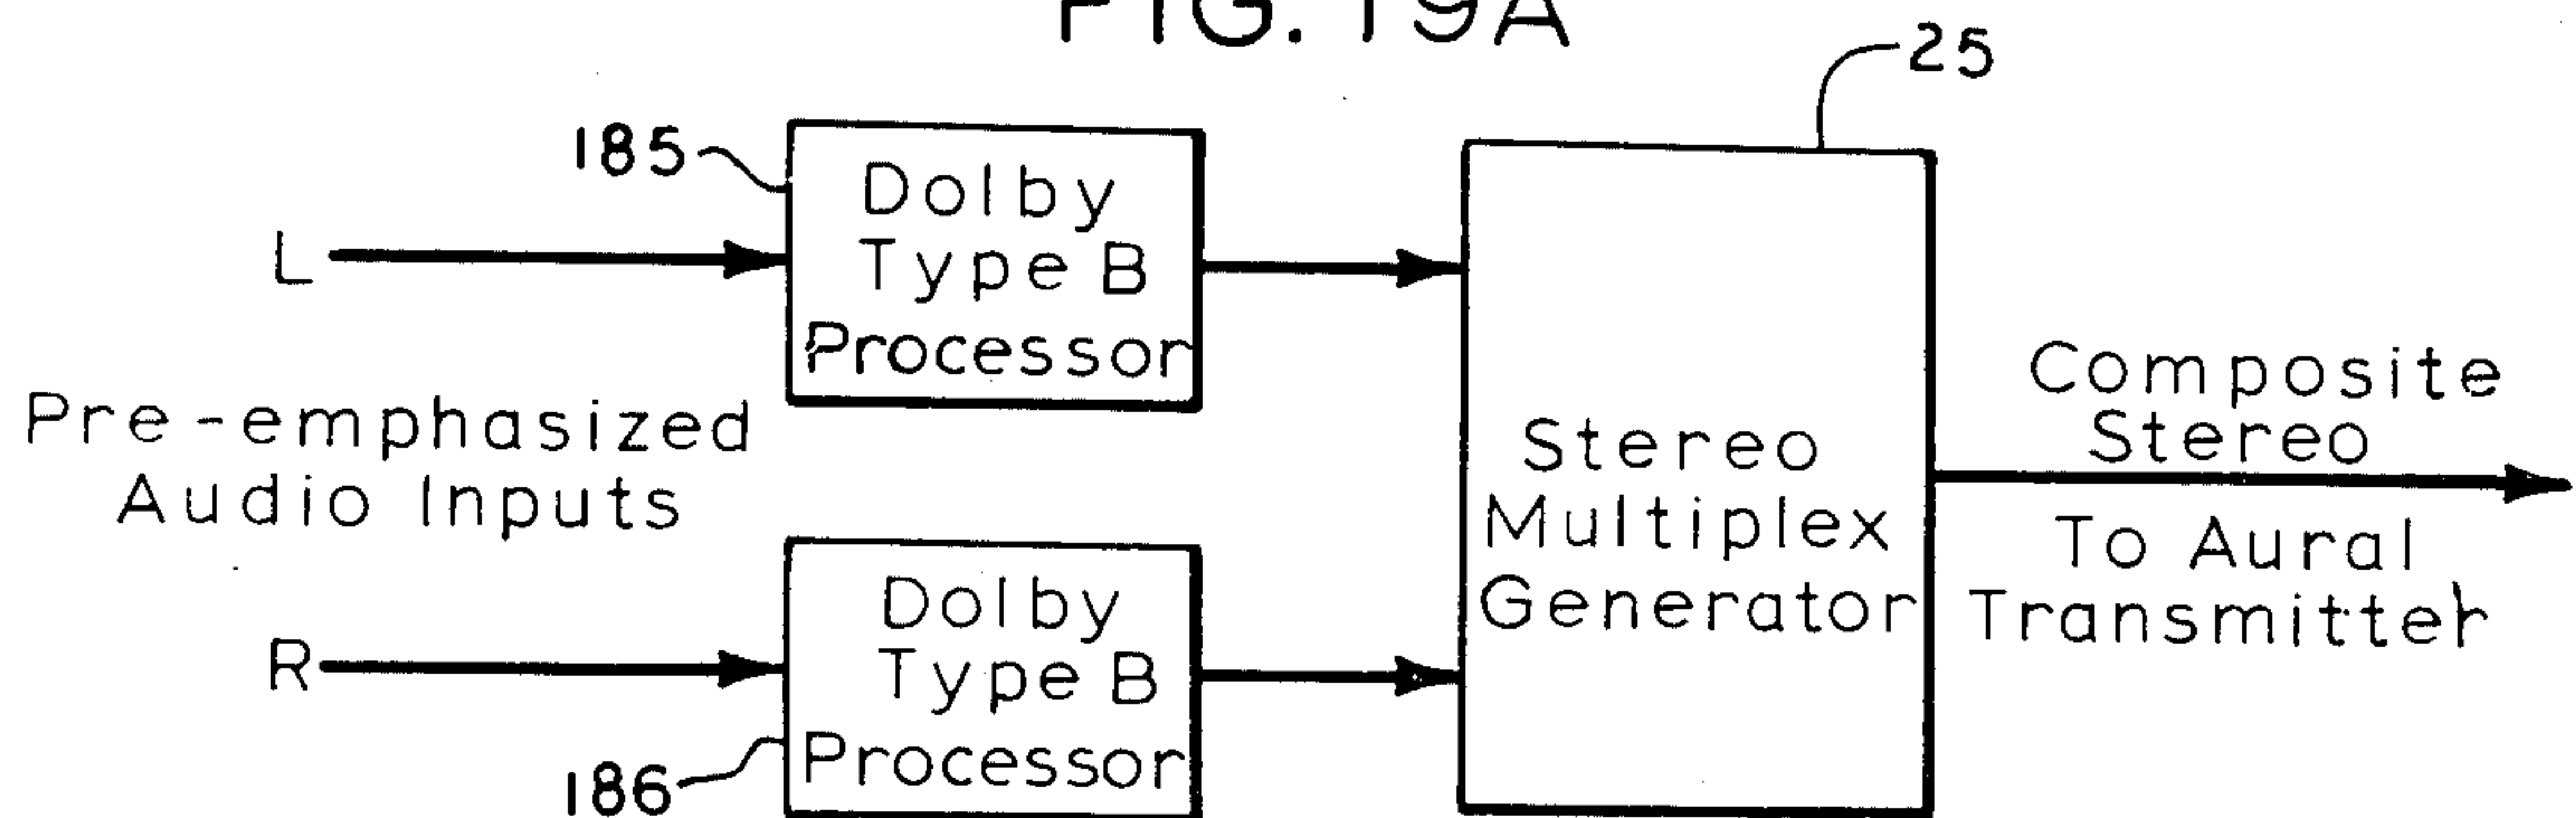 FIG. 19A
25
185
Dolby
Type B
Processor
L
Pre-emphasized
Audio Inputs
Stereo
Multiplex
Generator
Composite
Stereo
To Aural
Transmitter
R
Dolby
Type B
Processor
186